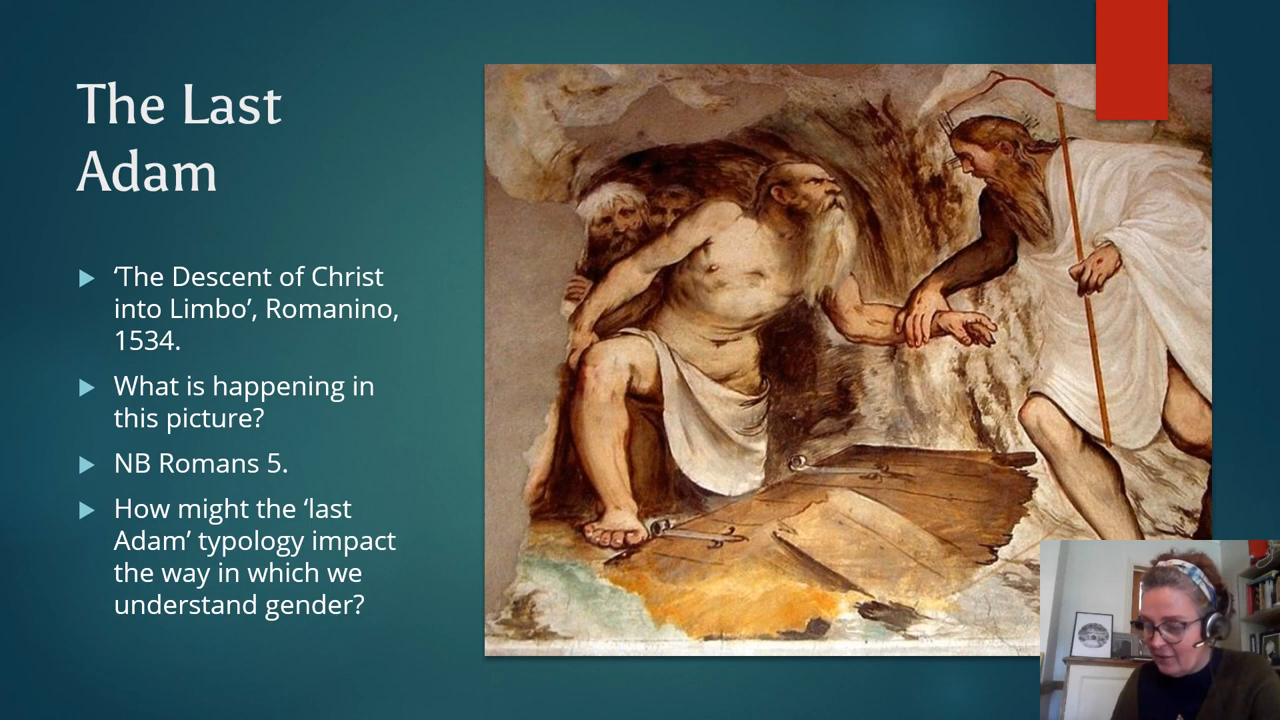 The Last
Adam
‘The Descent of Christ
into Limbo’, Romanino,
1534.
What is happening in
this picture?
NB Romans 5.
How might the ‘last
Adam’ typology impact
the way in which we
understand gender?